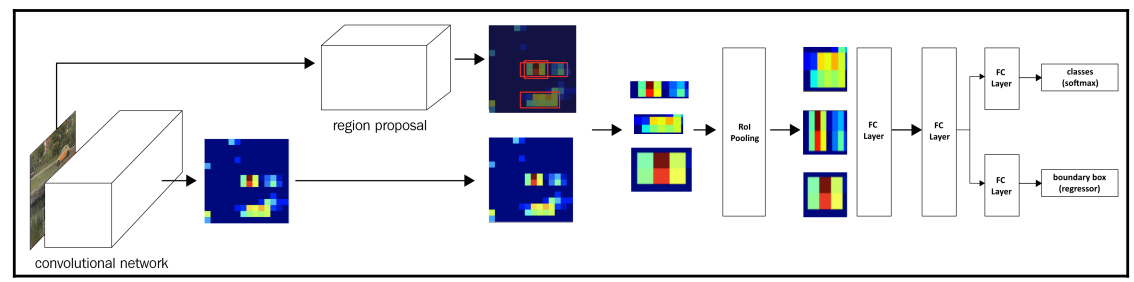 region proposal
convolutional network
RoI
Pooling
FC
Layer
FC
Layer
FC
Layer
classes
(softmax)
FC
Layer
boundary box
(regressor)